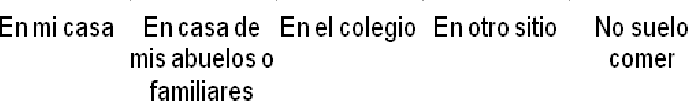 En mi casa
En casa de
mis abuelos o
familiares
En el colegio
En otro sitio
No suelo
comer